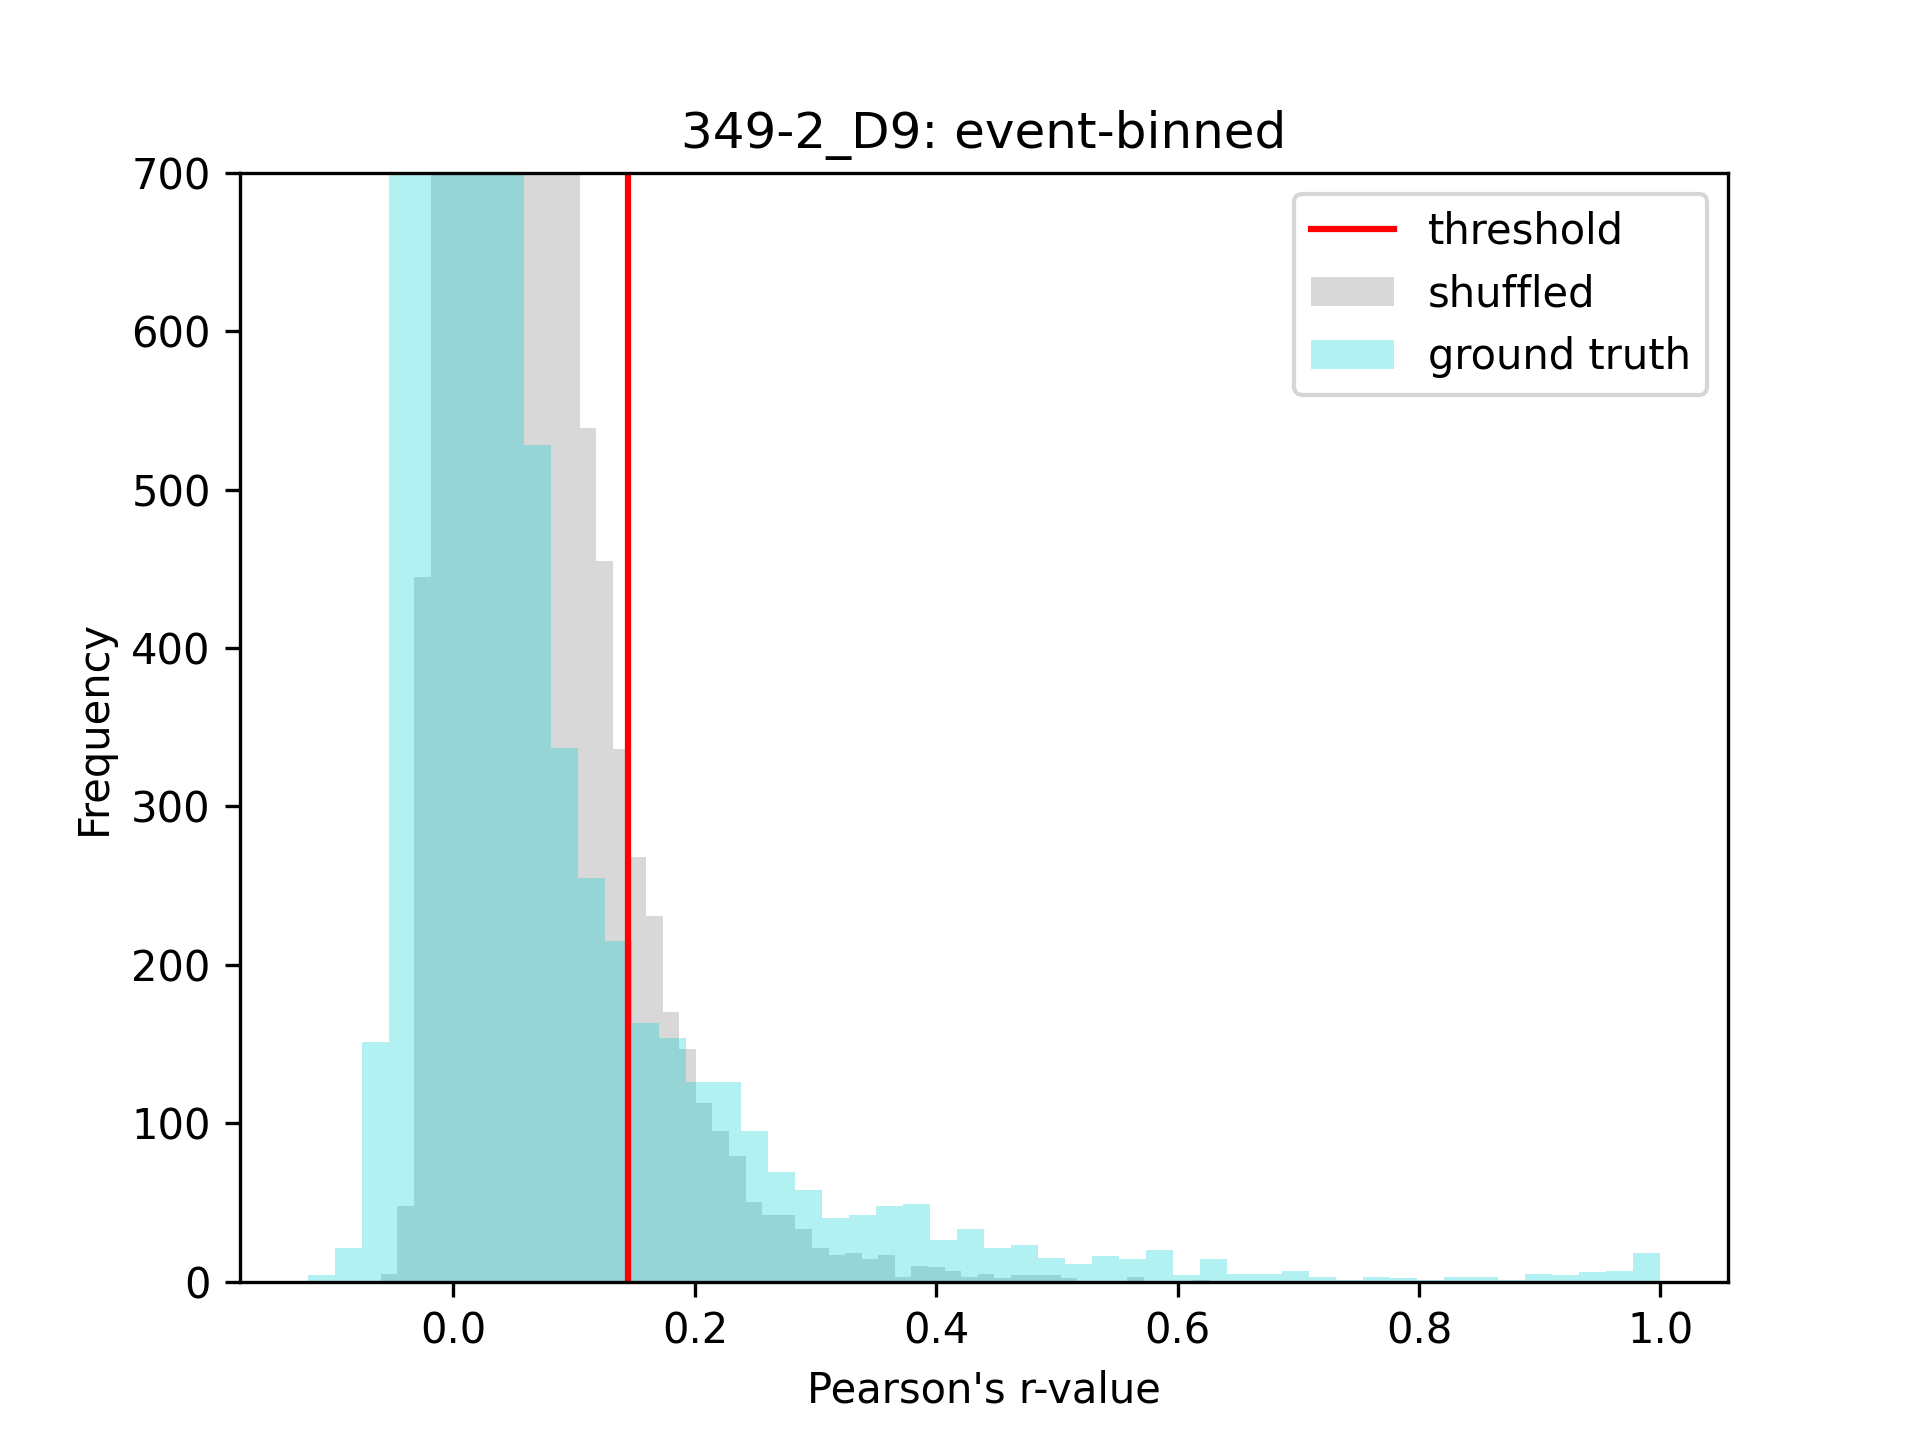 349-2_D9: event-binned
threshold
shuffled
ground truth
700
600
500
400
300
200
100
0
Frequency
0.0 0.2 0.4 0.6 0.8 1.0
Pearson's r-value